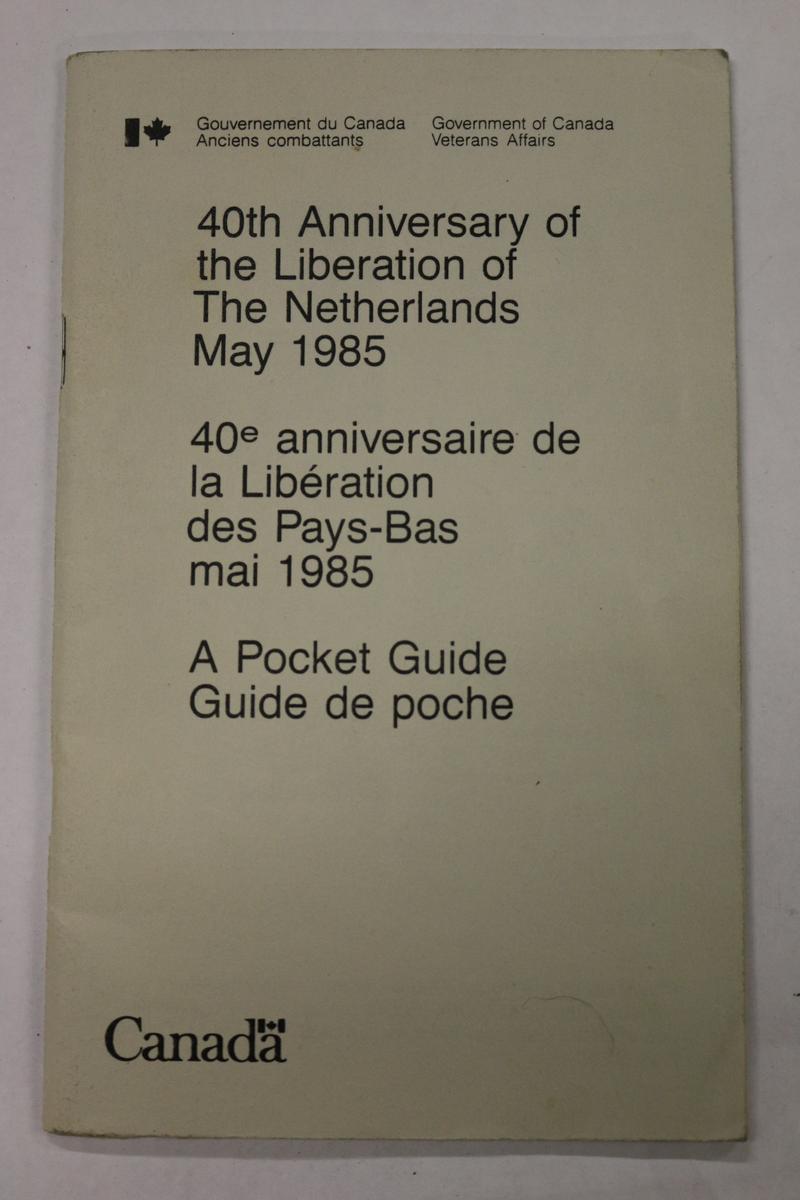 Gouvernement du Canada
Anciens combattants
Government of Canada
Veterans Affairs
40th Anniversary of
the Liberation of
The Netherlands
May 1985
40e anniversaire de
la Libération
des Pays-Bas
mai 1985
A Pocket Guide
Guide de poche
Canada